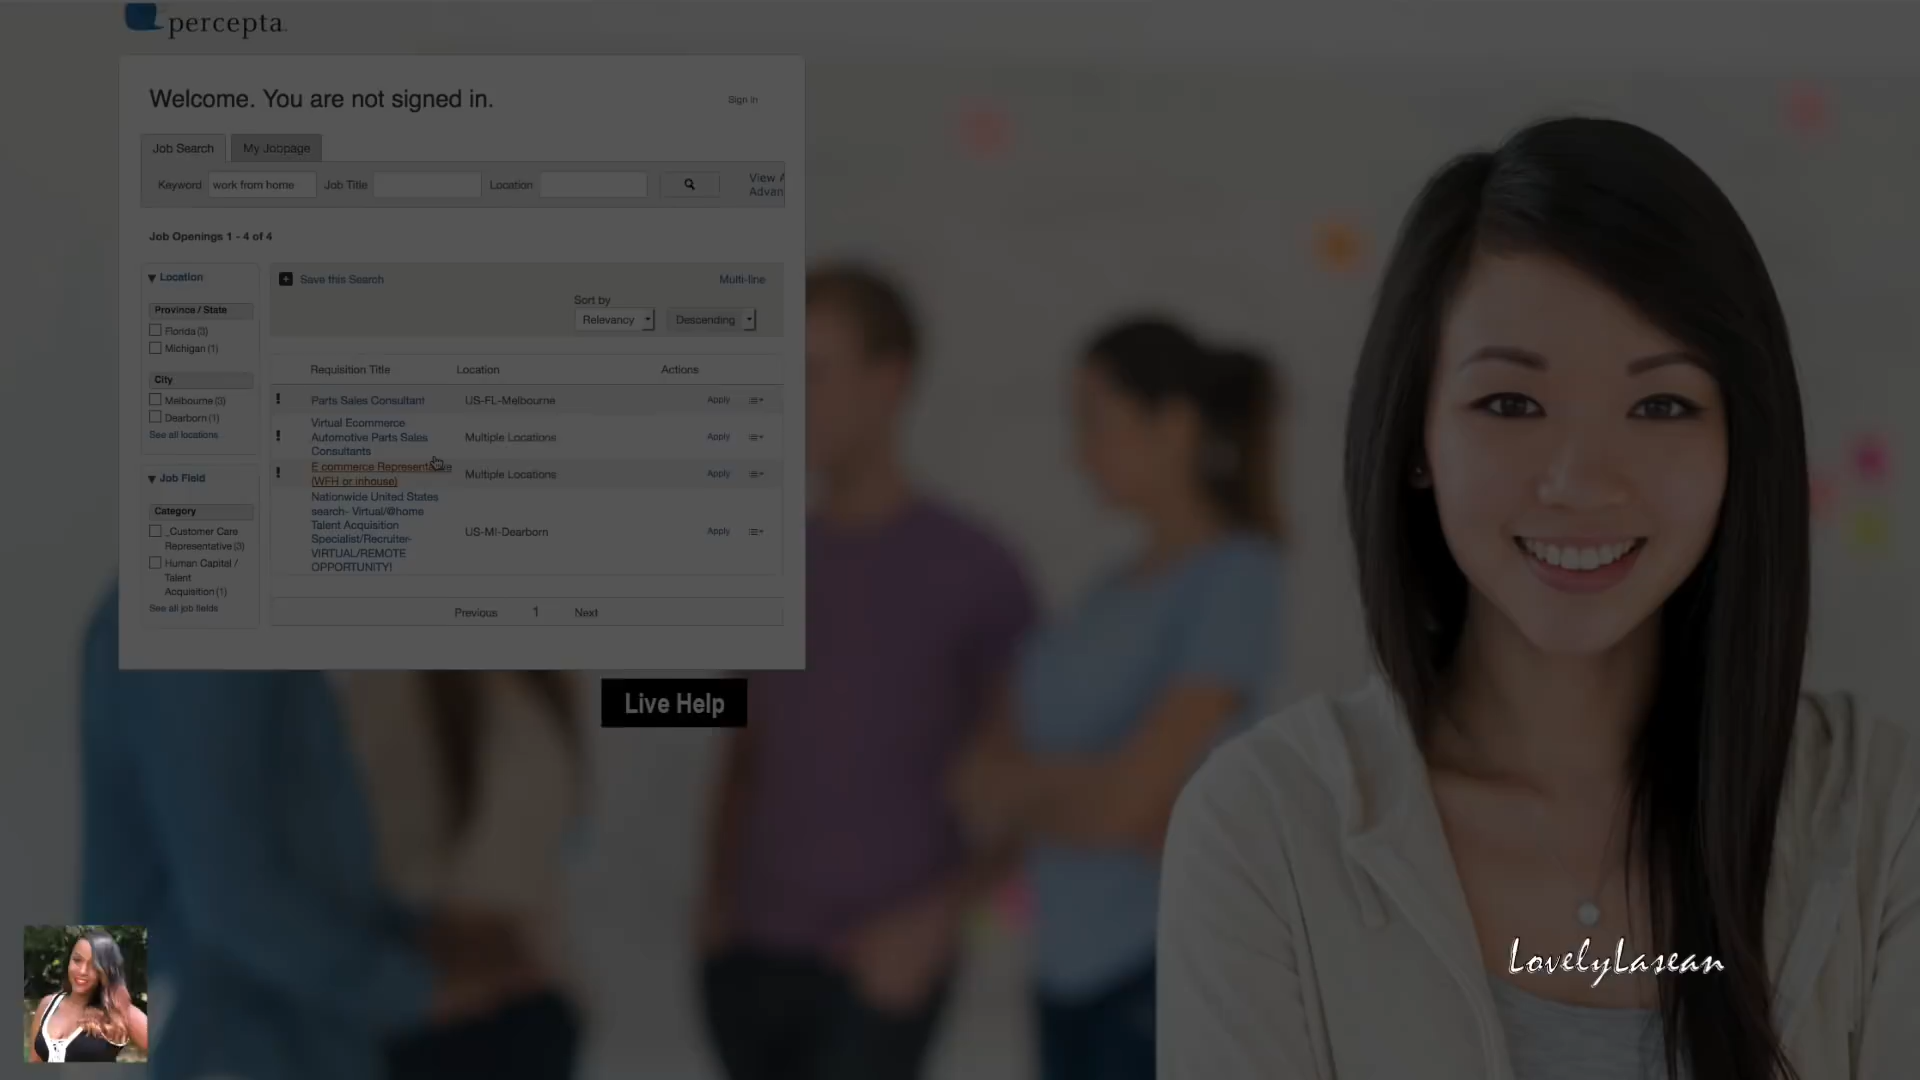 percepta.
Welcome. You are not signed in.
Sign In
Job Search
My Jobpage
Keyword work from home Job Title Location
View A
Advan
Job Openings 1 - 4 of 4
Location
Province / State
Florida (3)
Michigan (1)
City
Melbourne (3)
Dearborn (1)
See all locations
Job Field
Category
_Customer Care
Representative (3)
Human Capital /
Talent
Acquisition (1)
See all job fields
Save this Search
Multi-line
Sort by
Relevancy
Descending
Requisition Title Location Actions
Parts Sales Consultant US-FL-Melbourne Apply
Virtual Ecommerce
Automotive Parts Sales
Consultants
Multiple Locations Apply
E commerce Representative
(WFH or inhouse)
Multiple Locations Apply
Nationwide United States
search- Virtual/@home
Talent Acquisition
Specialist/Recruiter-
VIRTUAL/REMOTE
OPPORTUNITY!
US-MI-Dearborn Apply
Previous 1 Next
Live Help
LovelyLasean